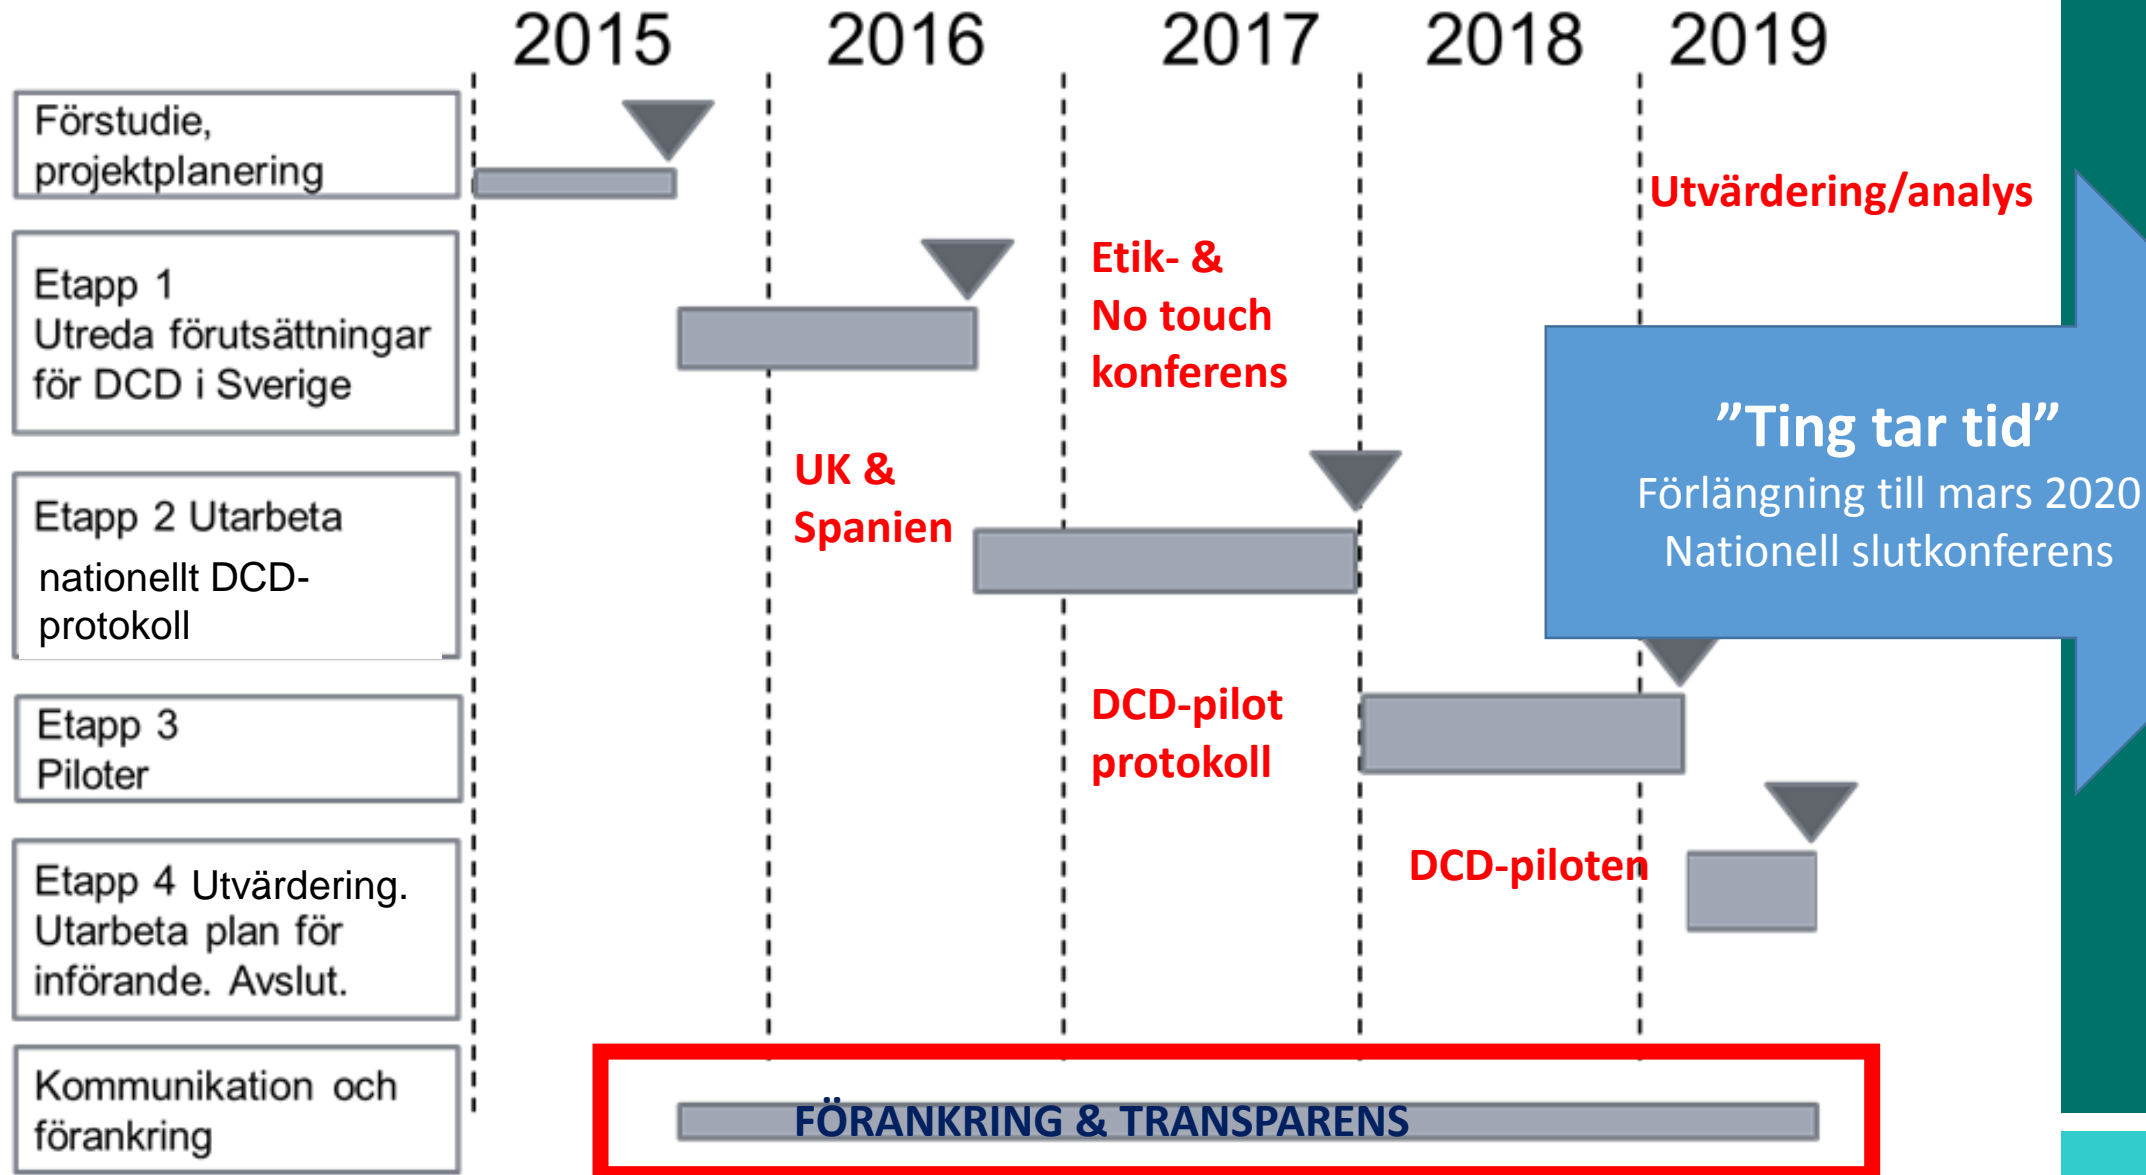 2015 2016 2017 2018 2019
Förstudie,
projektplanering
Utvärdering/analys
Etapp 1
Utreda förutsättningar
för DCD i Sverige
Etik- &
No touch
konferens
”Ting tar tid”
Förlängning till mars 2020
Nationell slutkonferens
Etapp 2 Utarbeta
nationellt DCD-
protokoll
UK &
Spanien
Etapp 3
Piloter
DCD-pilot
protokoll
Etapp 4 Utvärdering.
Utarbeta plan för
införande. Avslut.
DCD-piloten
Kommunikation och
förankring
FÖRANKRING & TRANSPARENS